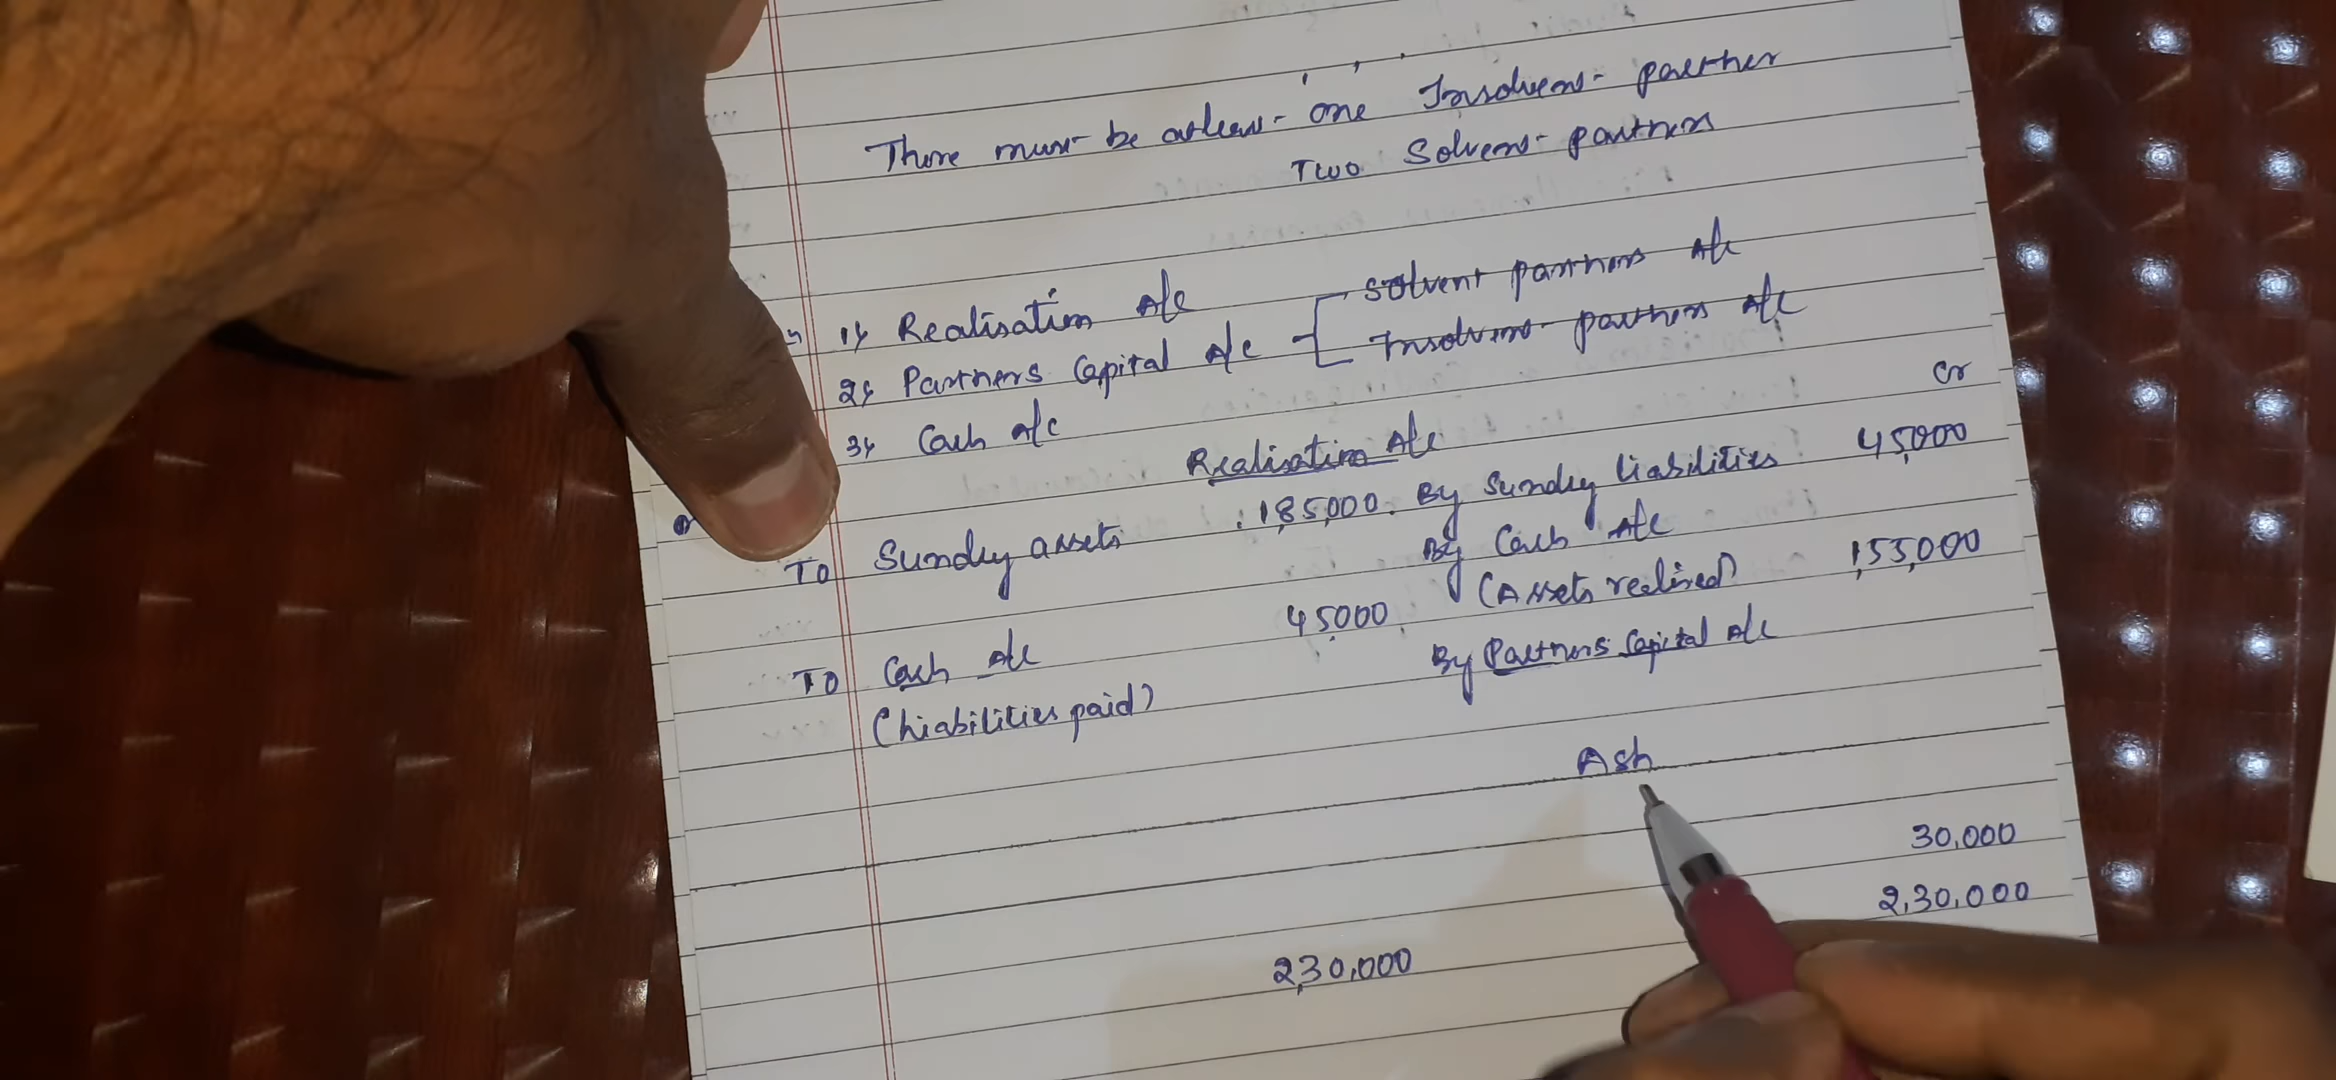 There must be atleast one Insolvent partner
Two Solvent partners
1) Realisation A/c
2) Partners Capital A/c
Solvent partners A/c
Insolvent partners A/c
3) Cash A/c
Realisation A/c
Cr
To Sundry assets 1,85,000. By Sundry liabilities 45,000
By Cash A/c
(Assets realised) 1,55,000
To Cash A/c 45,000 By Partners Capital A/c
(Liabilities paid)
Ash
30,000
2,30,000 2,30,000